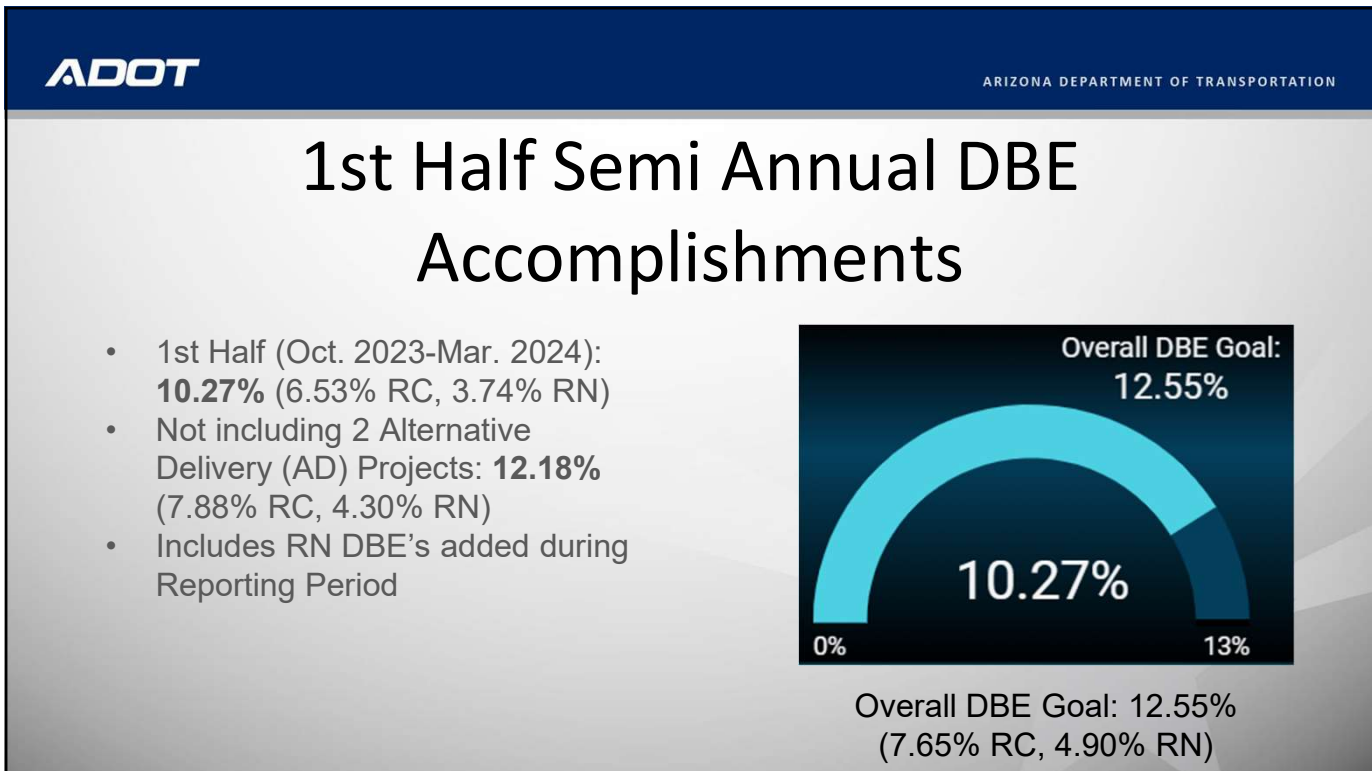 ADOT
ARIZONA DEPARTMENT OF TRANSPORTATION
1st Half Semi Annual DBE
Accomplishments
• 1st Half (Oct. 2023-Mar. 2024):
10.27% (6.53% RC, 3.74% RN)
• Not including 2 Alternative
Delivery (AD) Projects: 12.18%
(7.88% RC, 4.30% RN)
• Includes RN DBE’s added during
Reporting Period
Overall DBE Goal:
12.55%
10.27%
0%
13%
Overall DBE Goal: 12.55%
(7.65% RC, 4.90% RN)